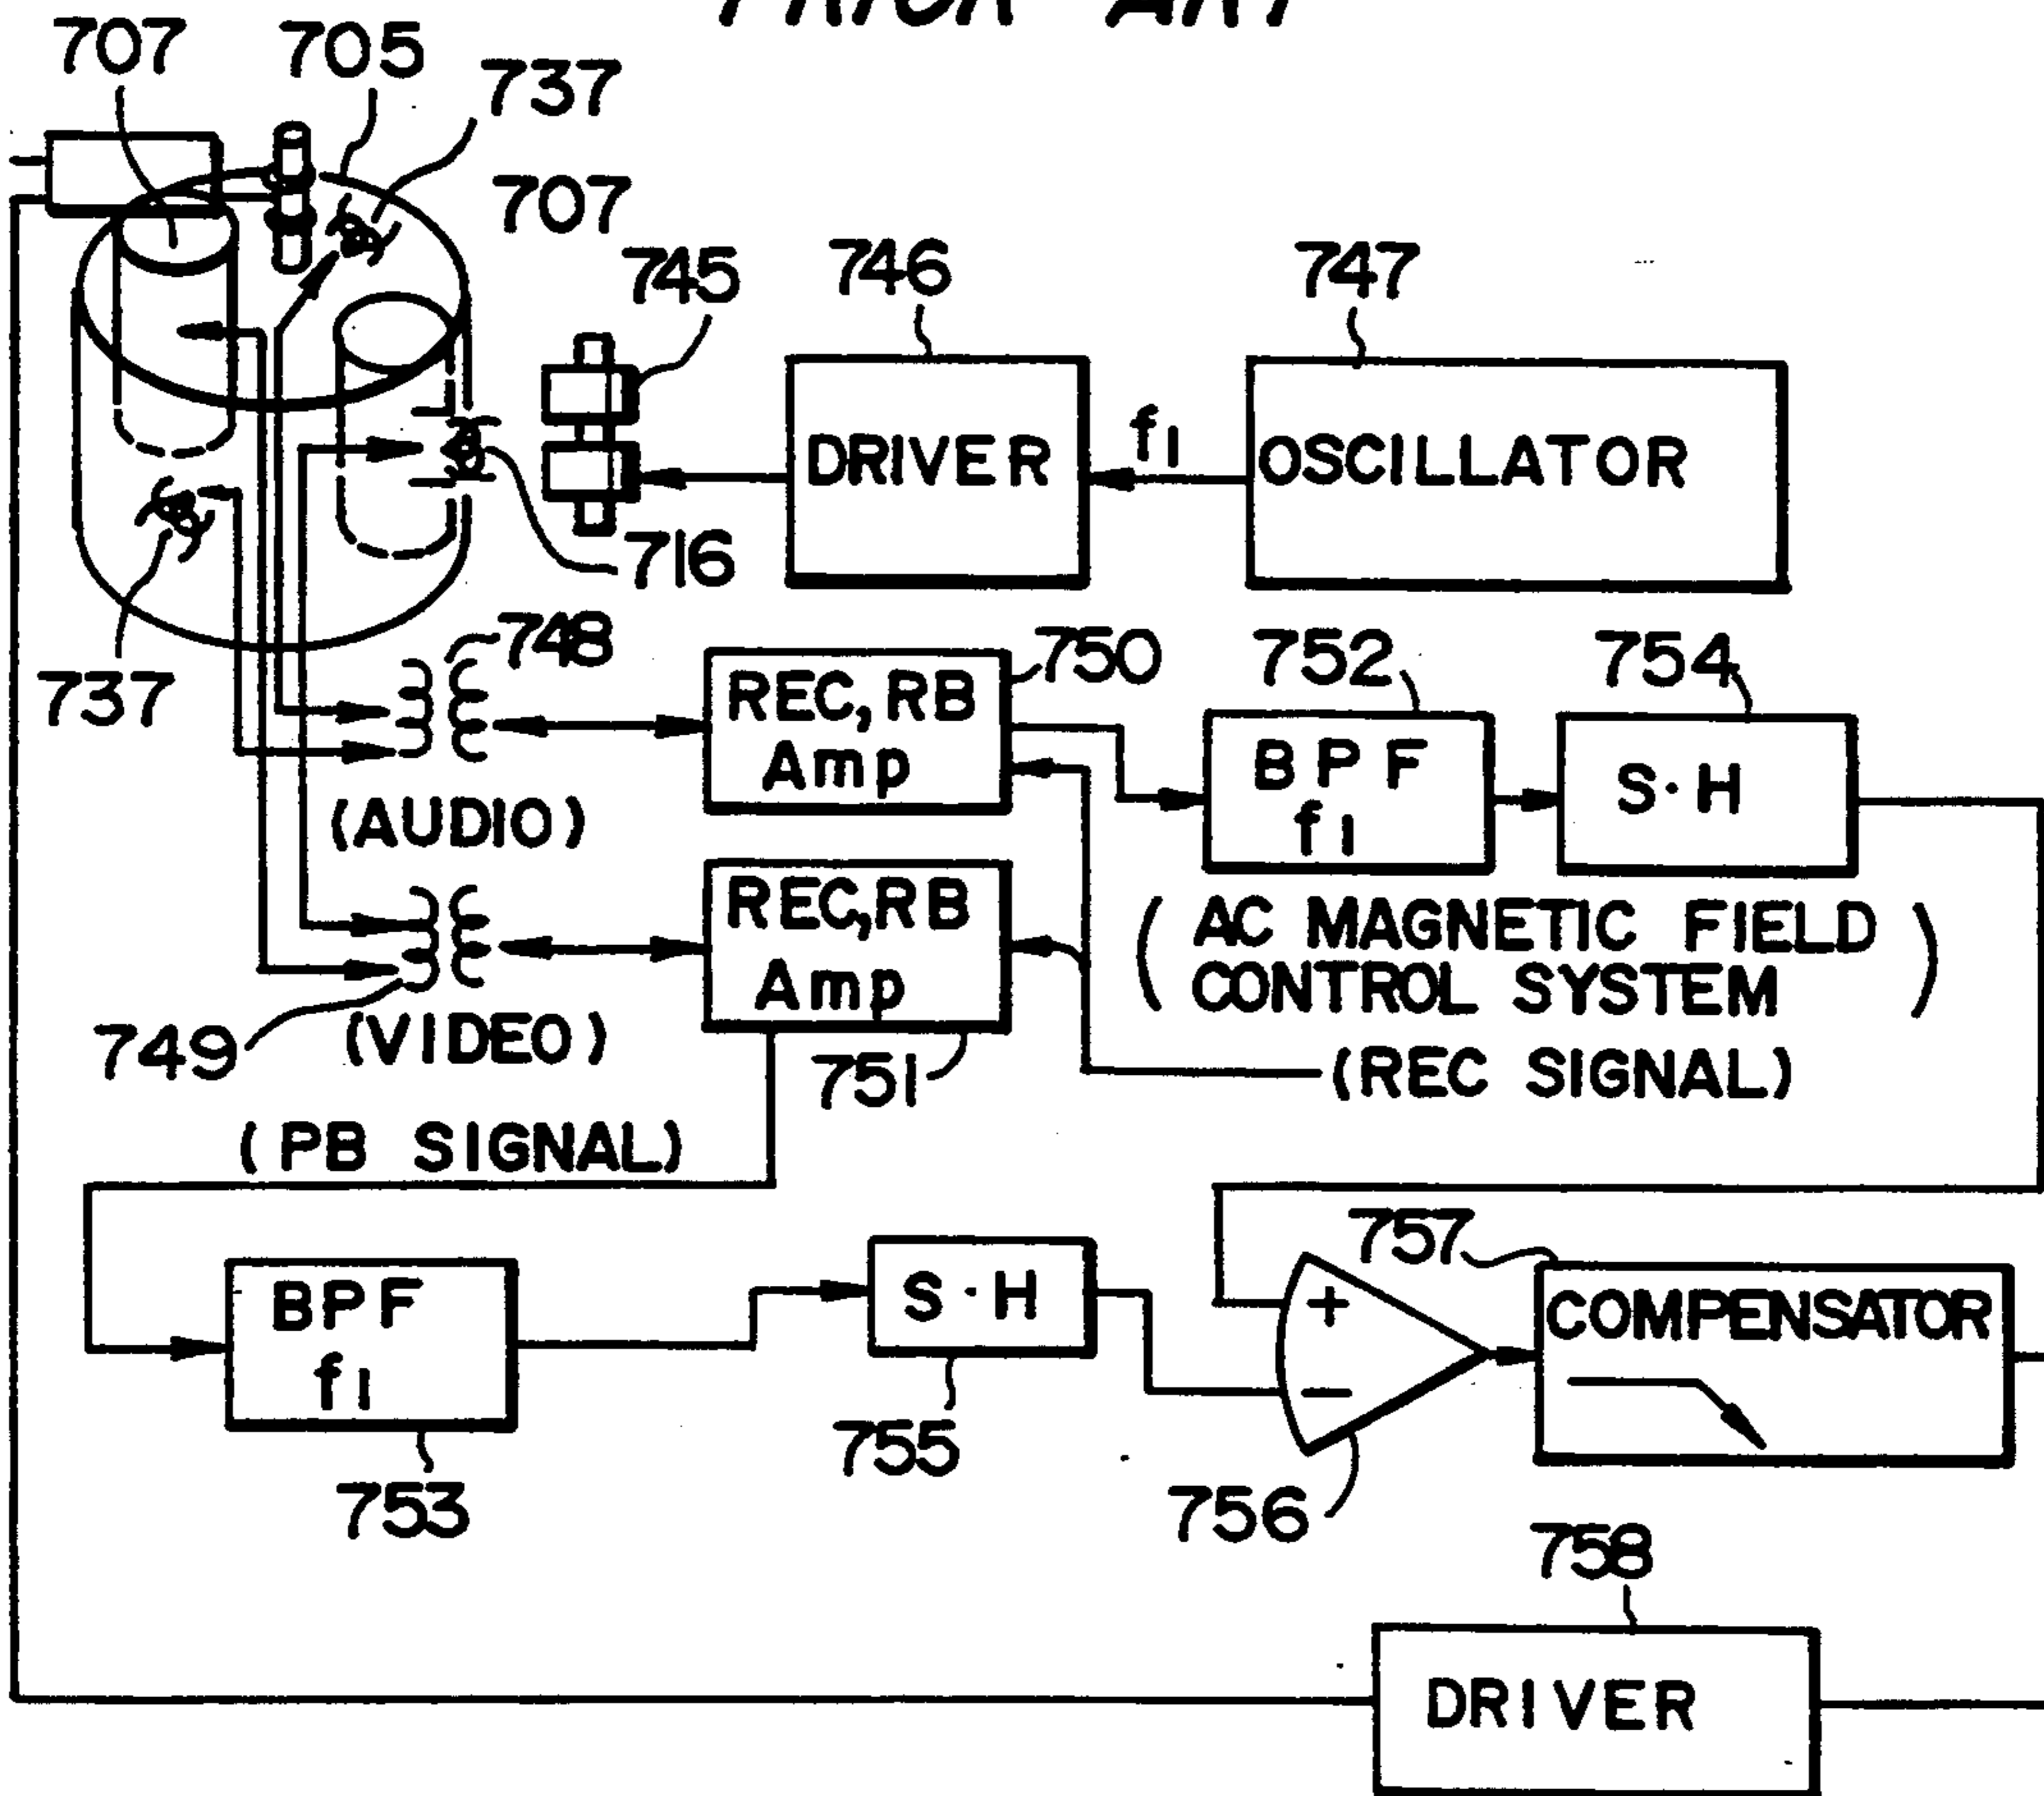 PRIOR ART
707
705
737
707
745
746
747
DRIVER
f1
OSCILLATOR
716
737
748
750
752
754
REC, RB
Amp
BPF
f1
S·H
(AUDIO)
REC, RB
Amp
(AC MAGNETIC FIELD
CONTROL SYSTEM)
749
(VIDEO)
751
(REC SIGNAL)
(PB SIGNAL)
757
BPF
f1
S·H
+
−
COMPENSATOR
755
753
756
758
DRIVER